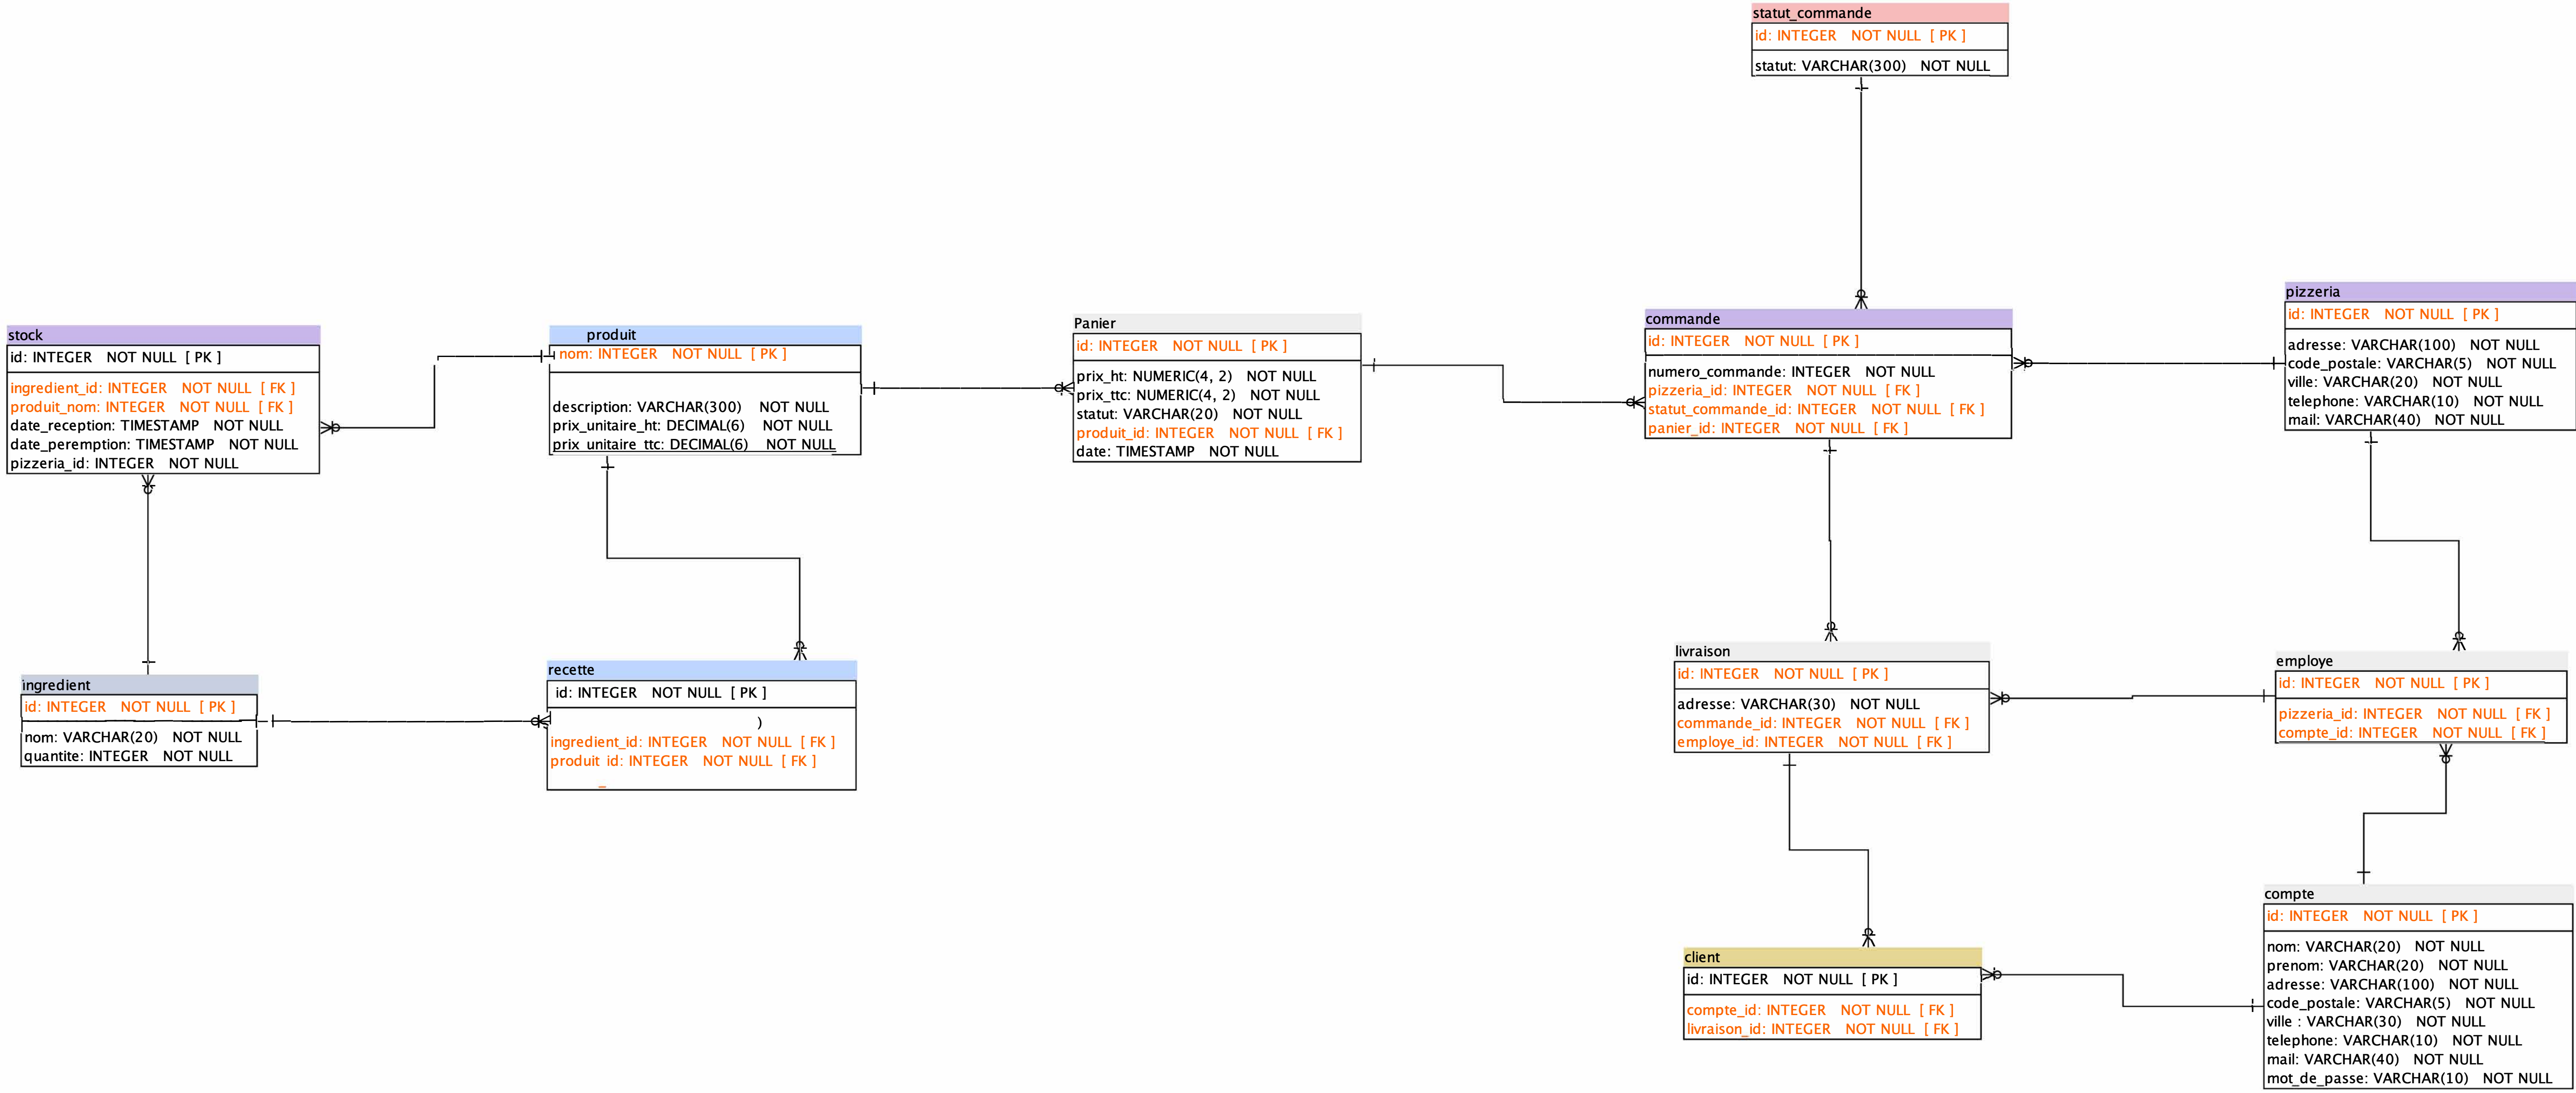 statut_commande
id: INTEGER NOT NULL [ PK ]
statut: VARCHAR(300) NOT NULL
stock
id: INTEGER NOT NULL [ PK ]
ingredient_id: INTEGER NOT NULL [ FK ]
produit_nom: INTEGER NOT NULL [ FK ]
date_reception: TIMESTAMP NOT NULL
date_peremption: TIMESTAMP NOT NULL
pizzeria_id: INTEGER NOT NULL
produit
nom: INTEGER NOT NULL [ PK ]
description: VARCHAR(300) NOT NULL
prix_unitaire_ht: DECIMAL(6) NOT NULL
prix_unitaire_ttc: DECIMAL(6) NOT NULL
Panier
id: INTEGER NOT NULL [ PK ]
prix_ht: NUMERIC(4, 2) NOT NULL
prix_ttc: NUMERIC(4, 2) NOT NULL
statut: VARCHAR(20) NOT NULL
produit_id: INTEGER NOT NULL [ FK ]
date: TIMESTAMP NOT NULL
commande
id: INTEGER NOT NULL [ PK ]
numero_commande: INTEGER NOT NULL
pizzeria_id: INTEGER NOT NULL [ FK ]
statut_commande_id: INTEGER NOT NULL [ FK ]
panier_id: INTEGER NOT NULL [ FK ]
pizzeria
id: INTEGER NOT NULL [ PK ]
adresse: VARCHAR(100) NOT NULL
code_postale: VARCHAR(5) NOT NULL
ville: VARCHAR(20) NOT NULL
telephone: VARCHAR(10) NOT NULL
mail: VARCHAR(40) NOT NULL
ingredient
id: INTEGER NOT NULL [ PK ]
nom: VARCHAR(20) NOT NULL
quantite: INTEGER NOT NULL
recette
id: INTEGER NOT NULL [ PK ]
)
ingredient_id: INTEGER NOT NULL [ FK ]
produit id: INTEGER NOT NULL [ FK ]
_
livraison
id: INTEGER NOT NULL [ PK ]
adresse: VARCHAR(30) NOT NULL
commande_id: INTEGER NOT NULL [ FK ]
employe_id: INTEGER NOT NULL [ FK ]
employe
id: INTEGER NOT NULL [ PK ]
pizzeria_id: INTEGER NOT NULL [ FK ]
compte_id: INTEGER NOT NULL [ FK ]
client
id: INTEGER NOT NULL [ PK ]
compte_id: INTEGER NOT NULL [ FK ]
livraison_id: INTEGER NOT NULL [ FK ]
compte
id: INTEGER NOT NULL [ PK ]
nom: VARCHAR(20) NOT NULL
prenom: VARCHAR(20) NOT NULL
adresse: VARCHAR(100) NOT NULL
code_postale: VARCHAR(5) NOT NULL
ville : VARCHAR(30) NOT NULL
telephone: VARCHAR(10) NOT NULL
mail: VARCHAR(40) NOT NULL
mot_de_passe: VARCHAR(10) NOT NULL